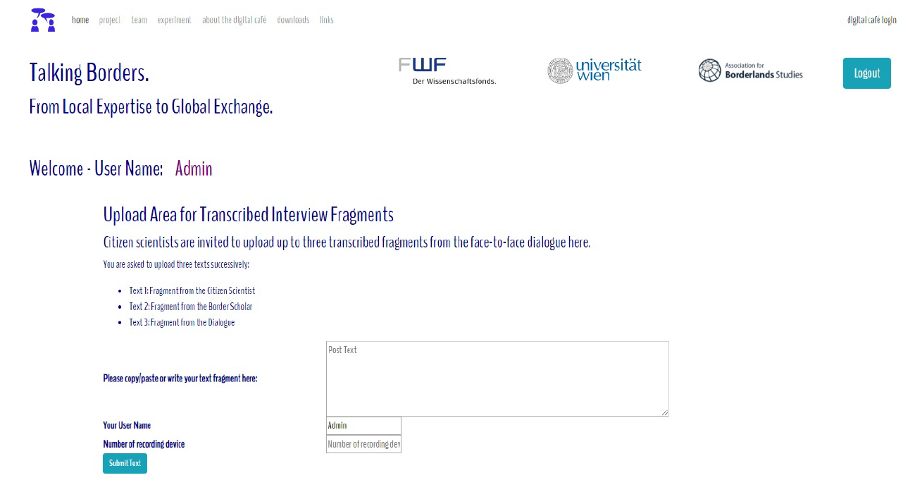 home project team experiment about the digital café downloads links digital café login
Talking Borders.
FWF
Der Wissenschaftsfonds.
universität
wien
Association for
Borderlands Studies
Logout
From Local Expertise to Global Exchange.
Welcome - User Name: Admin
Upload Area for Transcribed Interview Fragments
Citizen scientists are invited to upload up to three transcribed fragments from the face-to-face dialogue here.
You are asked to upload three texts successively:
Text 1: Fragment from the Citizen Scientist
Text 2: Fragment from the Border Scholar
Text 3: Fragment from the Dialogue
Post Text
Please copy/paste or write your text fragment here:
Your User Name Admin
Number of recording device Number of recording dev
Submit Text